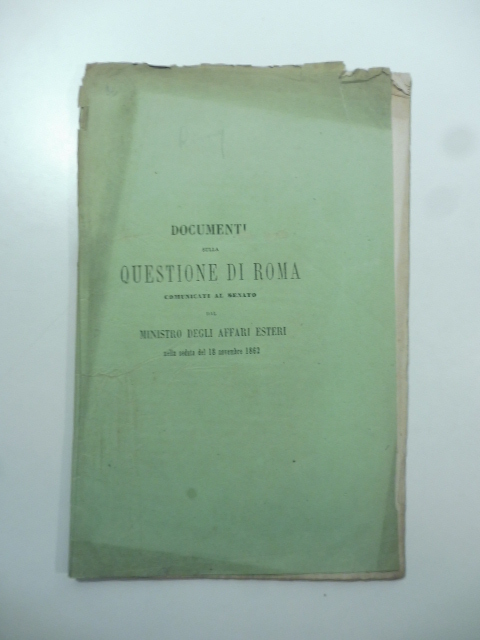 DOCUMENTI
SULLA
QUESTIONE DI ROMA
COMUNICATI AL SENATO
DAL
MINISTRO DEGLI AFFARI ESTERI
nella seduta del 18 novembre 1862